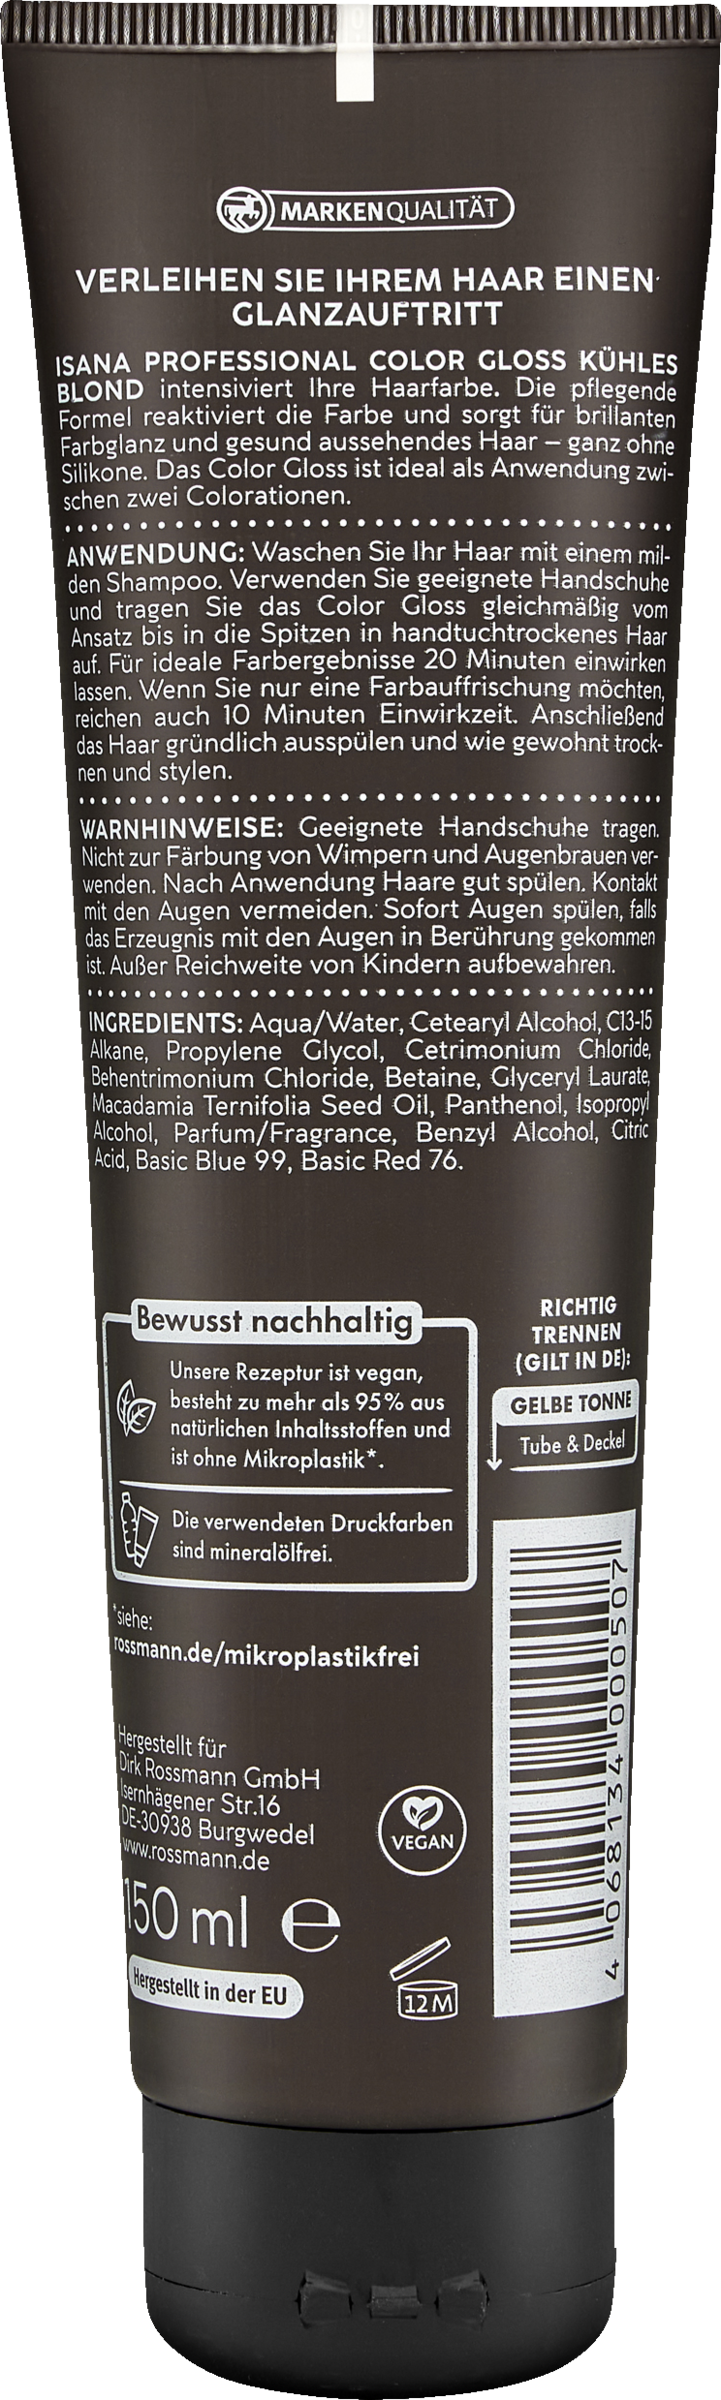 MARKENQUALITÄT
VERLEIHEN SIE IHREM HAAR EINEN
GLANZAUFTRITT
ISANA PROFESSIONAL COLOR GLOSS KÜHLES
BLOND intensiviert Ihre Haarfarbe. Die pflegende
Formel reaktiviert die Farbe und sorgt für brillanten
Farbglanz und gesund aussehendes Haar – ganz ohne
Silikone. Das Color Gloss ist ideal als Anwendung zwi-
schen zwei Colorationen.
ANWENDUNG: Waschen Sie Ihr Haar mit einem mil-
den Shampoo. Verwenden Sie geeignete Handschuhe
und tragen Sie das Color Gloss gleichmäßig vom
Ansatz bis in die Spitzen in handtuchtrockenes Haar
auf. Für ideale Farbergebnisse 20 Minuten einwirken
lassen. Wenn Sie nur eine Farbauffrischung möchten,
reichen auch 10 Minuten Einwirkzeit. Anschließend
das Haar gründlich ausspülen und wie gewohnt trock-
nen und stylen.
WARNHINWEISE: Geeignete Handschuhe tragen.
Nicht zur Färbung von Wimpern und Augenbrauen ver-
wenden. Nach Anwendung Haare gut spülen. Kontakt
mit den Augen vermeiden. Sofort Augen spülen, falls
das Erzeugnis mit den Augen in Berührung gekommen
ist. Außer Reichweite von Kindern aufbewahren.
INGREDIENTS: Aqua/Water, Cetearyl Alcohol, C13-15
Alkane, Propylene Glycol, Cetrimonium Chloride,
Behentrimonium Chloride, Betaine, Glyceryl Laurate,
Macadamia Ternifolia Seed Oil, Panthenol, Isopropyl
Alcohol, Parfum/Fragrance, Benzyl Alcohol, Citric
Acid, Basic Blue 99, Basic Red 76.
Bewusst nachhaltig
Unsere Rezeptur ist vegan,
besteht zu mehr als 95% aus
natürlichen Inhaltsstoffen und
ist ohne Mikroplastik*.
Die verwendeten Druckfarben
sind mineralölfrei.
*siehe:
rossmann.de/mikroplastikfrei
RICHTIG
TRENNEN
(GILT IN DE):
GELBE TONNE
Tube & Deckel
Hergestellt für
Dirk Rossmann GmbH
Isernhägener Str.16
DE-30938 Burgwedel
www.rossmann.de
150 ml e
Hergestellt in der EU
VEGAN
12M
4 068134 000507